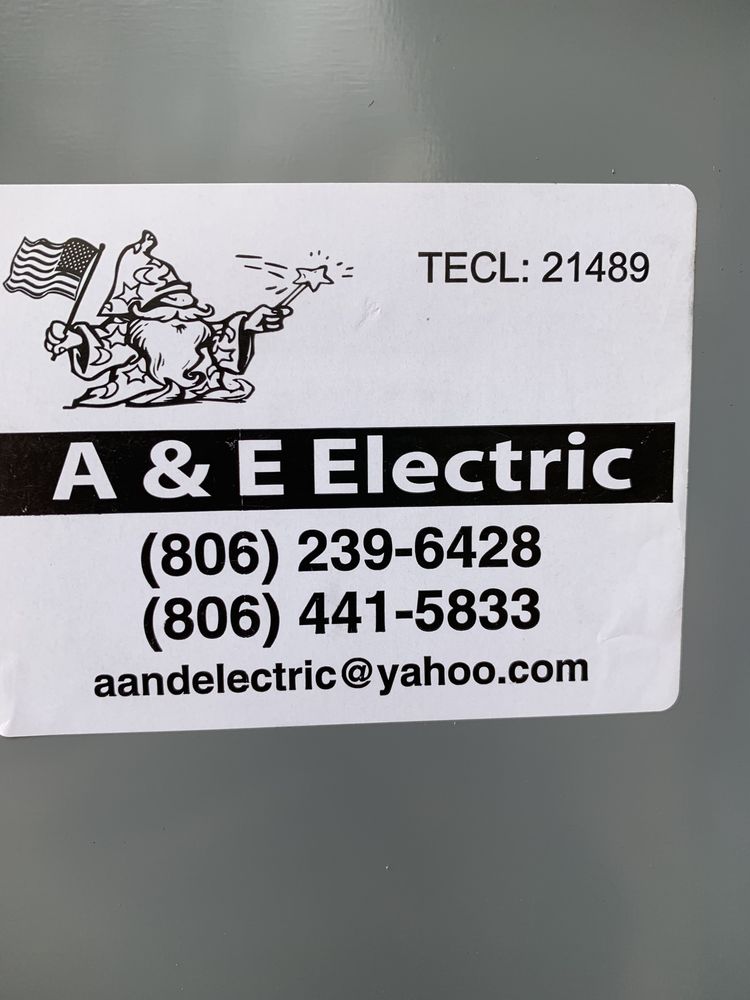 TECL: 21489
A & E Electric
(806) 239-6428
(806) 441-5833
aandelectric@yahoo.com